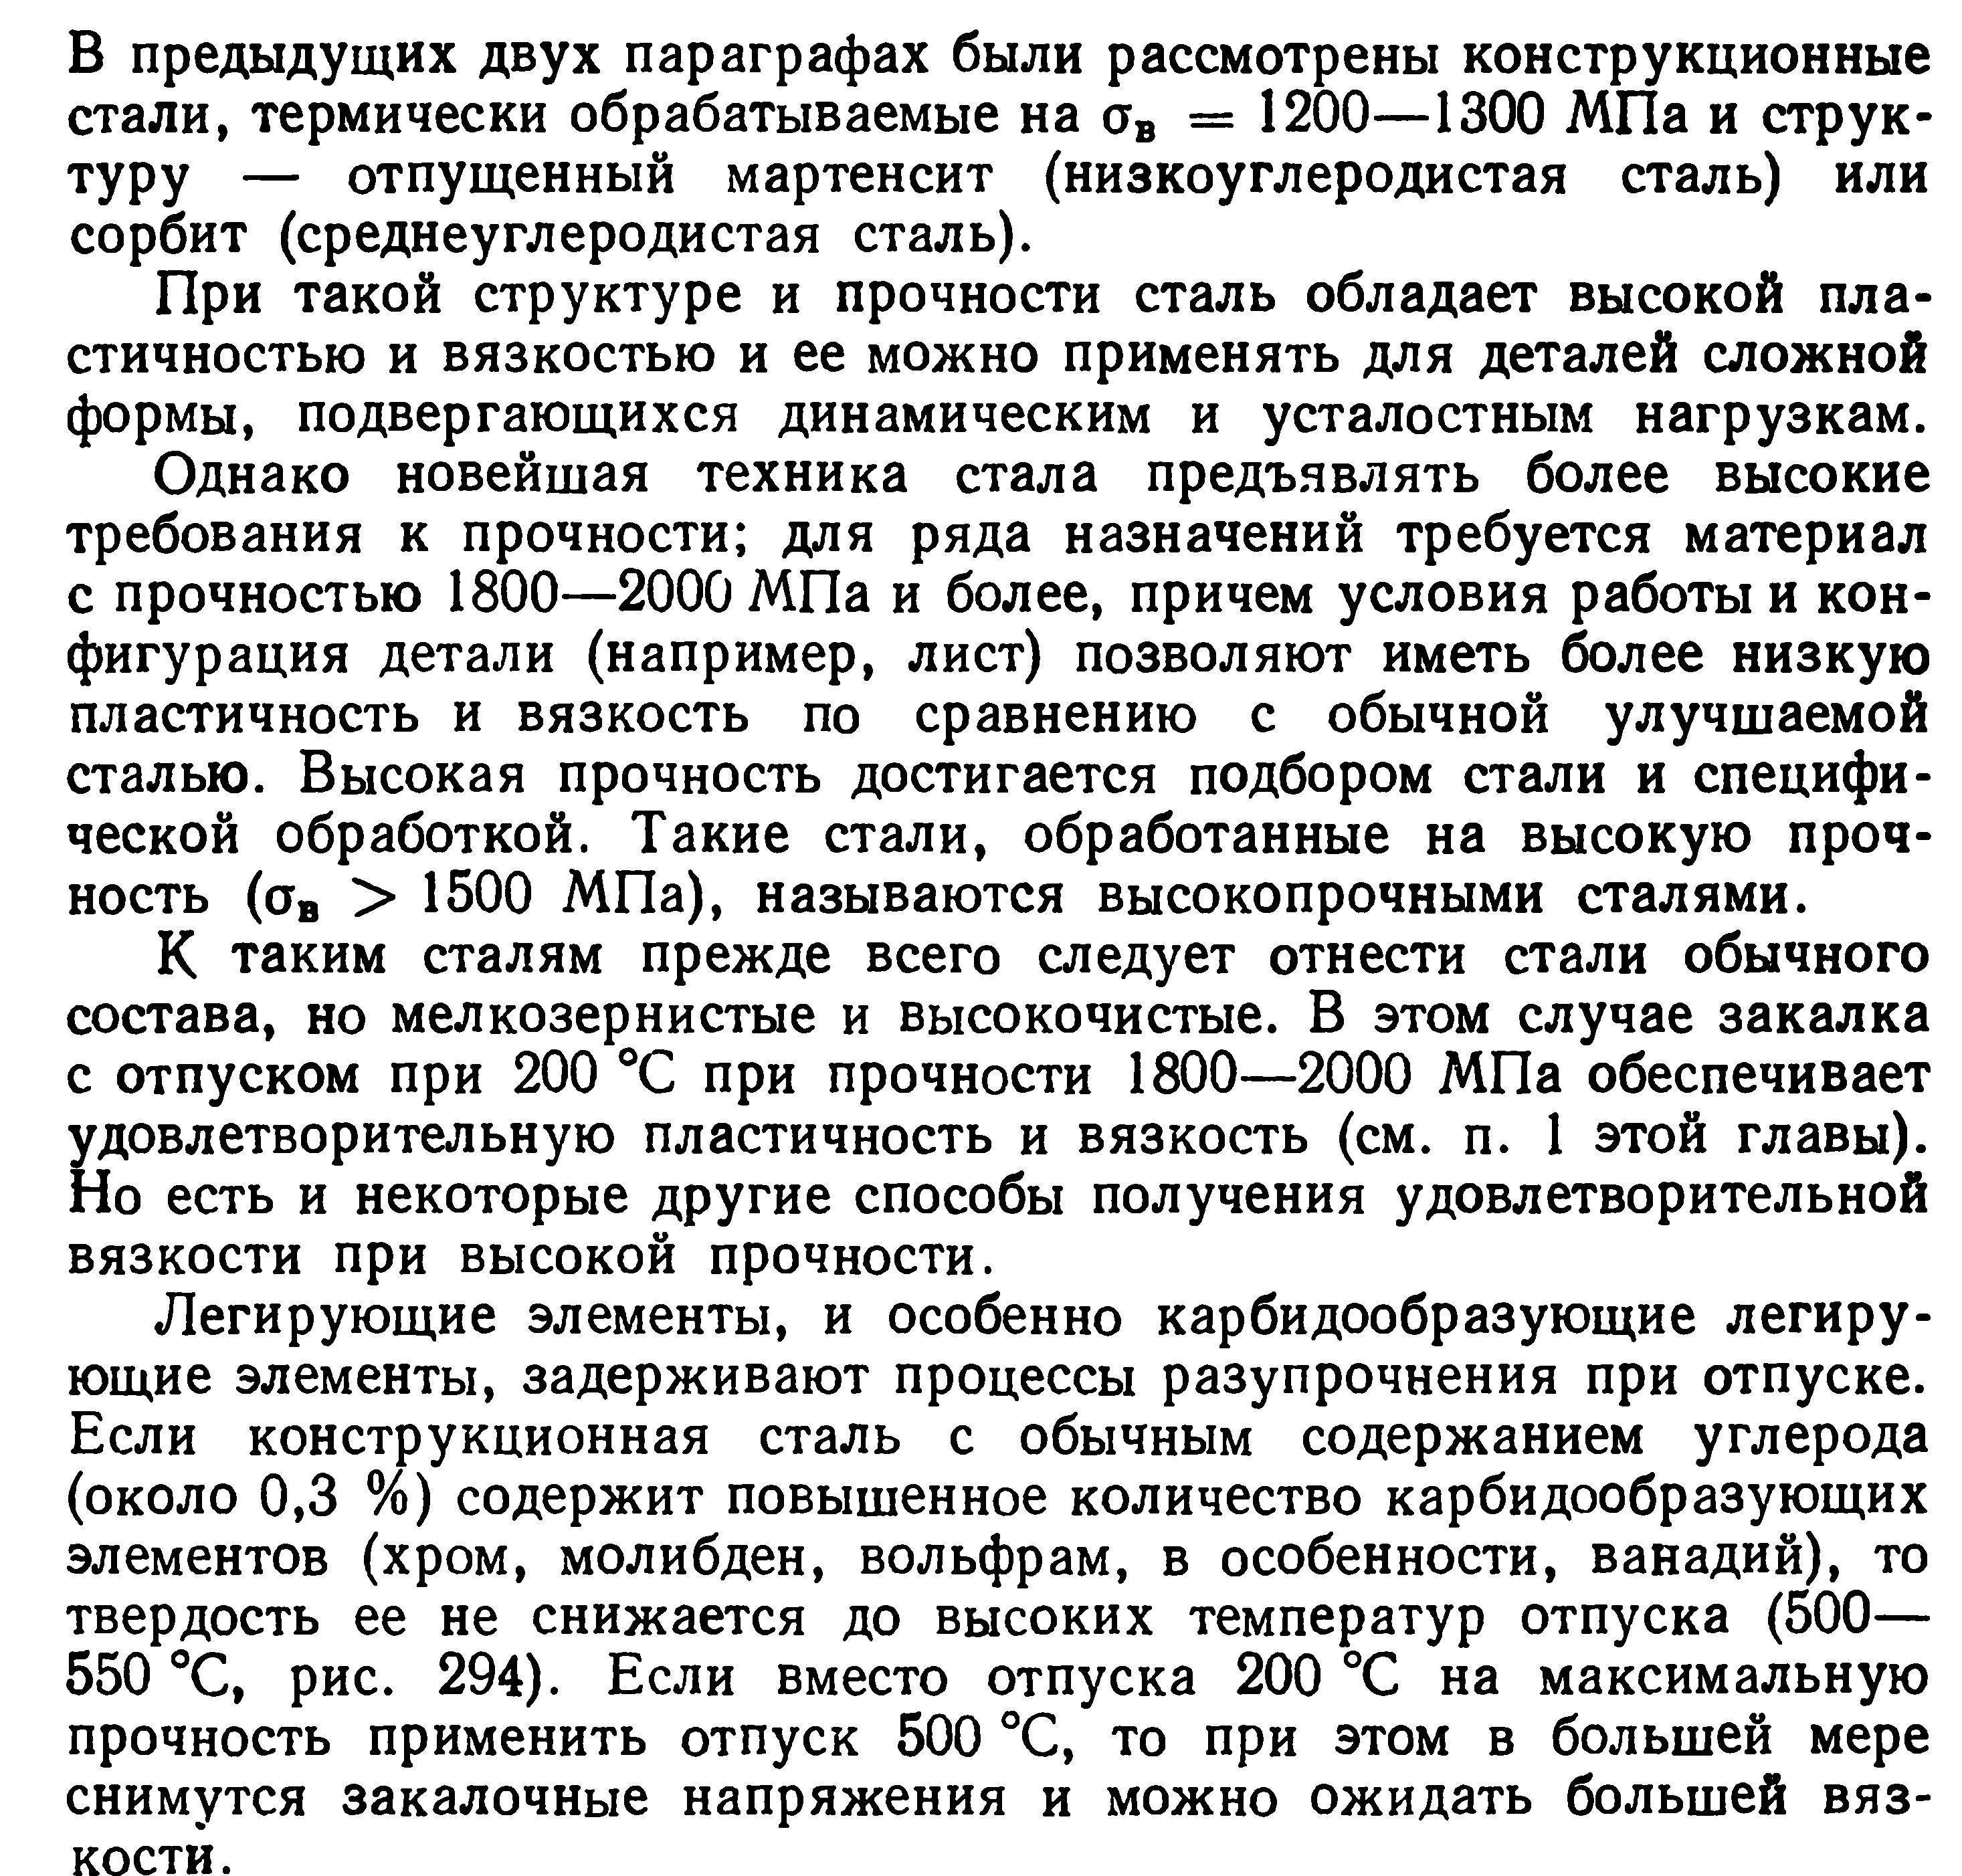 В предыдущих двух параграфах были рассмотрены конструкционные
стали, термически обрабатываемые на σв = 1200—1300 МПа и струк-
туру — отпущенный мартенсит (низкоуглеродистая сталь) или
сорбит (среднеуглеродистая сталь).
При такой структуре и прочности сталь обладает высокой пла-
стичностью и вязкостью и ее можно применять для деталей сложной
формы, подвергающихся динамическим и усталостным нагрузкам.
Однако новейшая техника стала предъявлять более высокие
требования к прочности; для ряда назначений требуется материал
с прочностью 1800—2000 МПа и более, причем условия работы и кон-
фигурация детали (например, лист) позволяют иметь более низкую
пластичность и вязкость по сравнению с обычной улучшаемой
сталью. Высокая прочность достигается подбором стали и специфи-
ческой обработкой. Такие стали, обработанные на высокую проч-
ность (σв > 1500 МПа), называются высокопрочными сталями.
К таким сталям прежде всего следует отнести стали обычного
состава, но мелкозернистые и высокочистые. В этом случае закалка
с отпуском при 200 °С при прочности 1800—2000 МПа обеспечивает
удовлетворительную пластичность и вязкость (см. п. 1 этой главы).
Но есть и некоторые другие способы получения удовлетворительной
вязкости при высокой прочности.
Легирующие элементы, и особенно карбидообразующие легиру-
ющие элементы, задерживают процессы разупрочнения при отпуске.
Если конструкционная сталь с обычным содержанием углерода
(около 0,3 %) содержит повышенное количество карбидообразующих
элементов (хром, молибден, вольфрам, в особенности, ванадий), то
твердость ее не снижается до высоких температур отпуска (500—
550 °С, рис. 294). Если вместо отпуска 200 °С на максимальную
прочность применить отпуск 500 °С, то при этом в большей мере
снимутся закалочные напряжения и можно ожидать большей вяз-
кости.